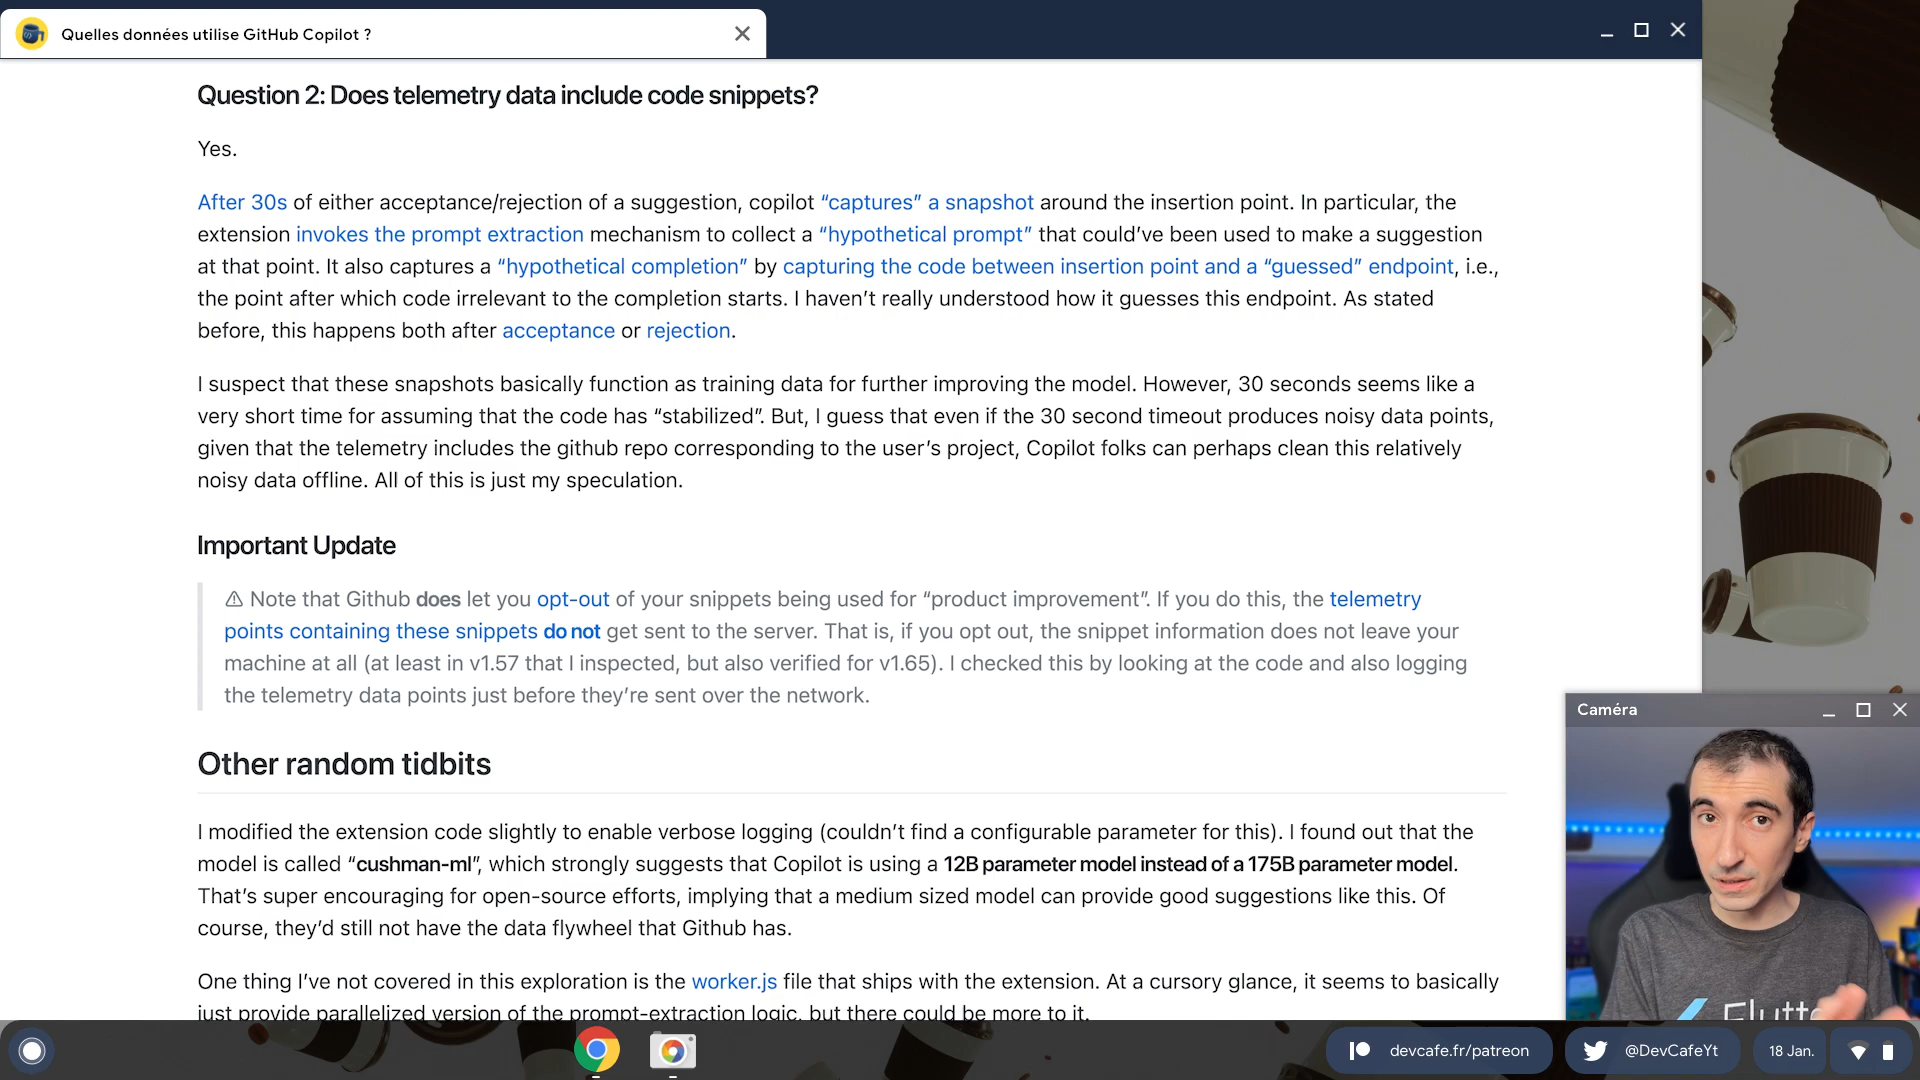 Quelles données utilise GitHub Copilot ?
Question 2: Does telemetry data include code snippets?
Yes.
After 30s of either acceptance/rejection of a suggestion, copilot “captures” a snapshot around the insertion point. In particular, the
extension invokes the prompt extraction mechanism to collect a “hypothetical prompt” that could’ve been used to make a suggestion
at that point. It also captures a “hypothetical completion” by capturing the code between insertion point and a “guessed” endpoint, i.e.,
the point after which code irrelevant to the completion starts. I haven’t really understood how it guesses this endpoint. As stated
before, this happens both after acceptance or rejection.
I suspect that these snapshots basically function as training data for further improving the model. However, 30 seconds seems like a
very short time for assuming that the code has “stabilized”. But, I guess that even if the 30 second timeout produces noisy data points,
given that the telemetry includes the github repo corresponding to the user’s project, Copilot folks can perhaps clean this relatively
noisy data offline. All of this is just my speculation.
Important Update
⚠ Note that Github does let you opt-out of your snippets being used for “product improvement”. If you do this, the telemetry
points containing these snippets do not get sent to the server. That is, if you opt out, the snippet information does not leave your
machine at all (at least in v1.57 that I inspected, but also verified for v1.65). I checked this by looking at the code and also logging
the telemetry data points just before they’re sent over the network.
Other random tidbits
I modified the extension code slightly to enable verbose logging (couldn’t find a configurable parameter for this). I found out that the
model is called “cushman-ml”, which strongly suggests that Copilot is using a 12B parameter model instead of a 175B parameter model.
That’s super encouraging for open-source efforts, implying that a medium sized model can provide good suggestions like this. Of
course, they’d still not have the data flywheel that Github has.
One thing I’ve not covered in this exploration is the worker.js file that ships with the extension. At a cursory glance, it seems to basically
just provide parallelized version of the prompt-extraction logic, but there could be more to it.
Caméra
Flutte
devcafe.fr/patreon
@DevCafeYt
18 Jan.